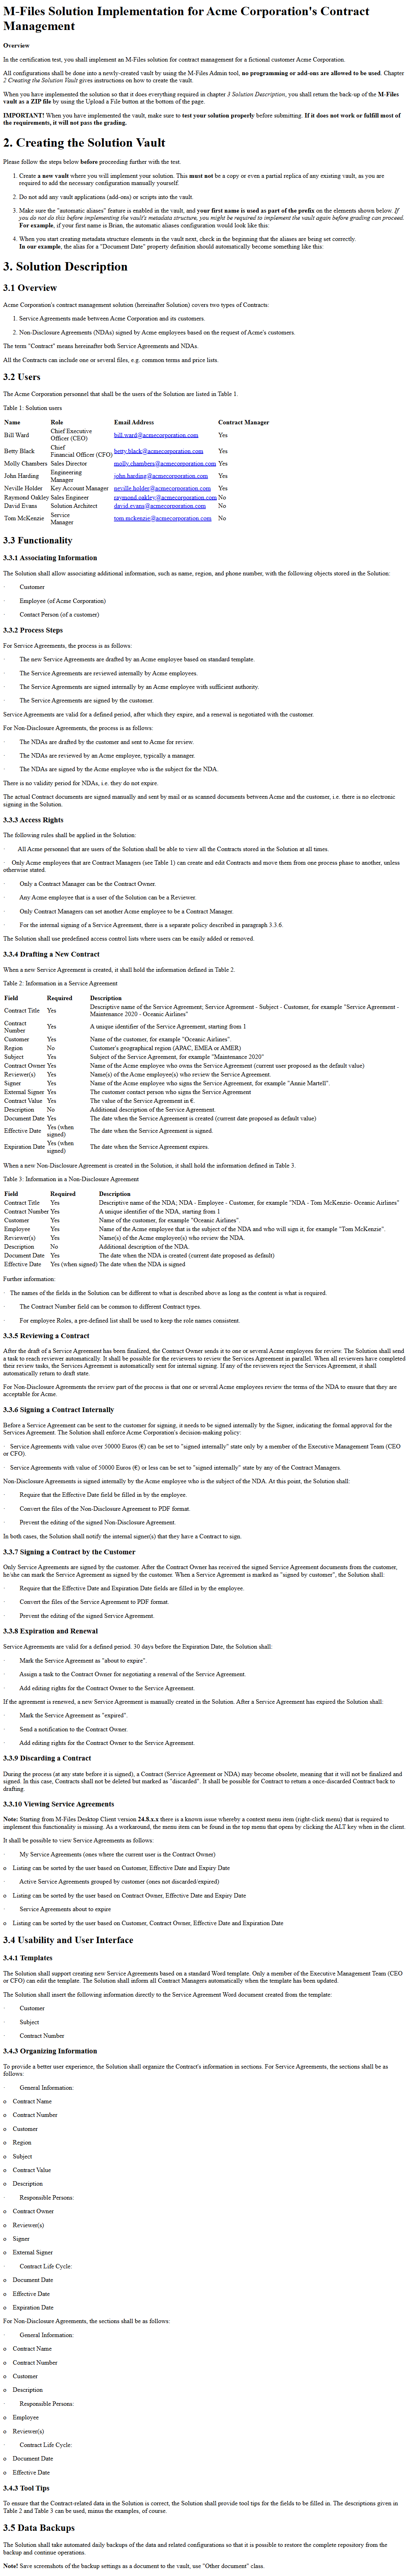 M-Files Solution Implementation for Acme Corporation's Contract
Management
Overview
In the certification test, you shall implement an M-Files solution for contract management for a fictional customer Acme Corporation.
All configurations shall be done into a newly-created vault by using the M-Files Admin tool, no programming or add-ons are allowed to be used. Chapter
2 Creating the Solution Vault gives instructions on how to create the vault.
When you have implemented the solution so that it does everything required in chapter 3 Solution Description, you shall return the back-up of the M-Files
vault as a ZIP file by using the Upload a File button at the bottom of the page.
IMPORTANT! When you have implemented the vault, make sure to test your solution properly before submitting. If it does not work or fulfill most of
the requirements, it will not pass the grading.
2. Creating the Solution Vault
Please follow the steps below before proceeding further with the test.
1. Create a new vault where you will implement your solution. This must not be a copy or even a partial replica of any existing vault, as you are
required to add the necessary configuration manually yourself.
2. Do not add any vault applications (add-ons) or scripts into the vault.
3. Make sure the "automatic aliases" feature is enabled in the vault, and your first name is used as part of the prefix on the elements shown below. If
you do not do this before implementing the vault's metadata structure, you might be required to implement the vault again before grading can proceed.
For example, if your first name is Brian, the automatic aliases configuration would look like this:
4. When you start creating metadata structure elements in the vault next, check in the beginning that the aliases are being set correctly.
In our example, the alias for a "Document Date" property definition should automatically become something like this:
3. Solution Description
3.1 Overview
Acme Corporation's contract management solution (hereinafter Solution) covers two types of Contracts:
1. Service Agreements made between Acme Corporation and its customers.
2. Non-Disclosure Agreements (NDAs) signed by Acme employees based on the request of Acme's customers.
The term "Contract" means hereinafter both Service Agreements and NDAs.
All the Contracts can include one or several files, e.g. common terms and price lists.
3.2 Users
The Acme Corporation personnel that shall be the users of the Solution are listed in Table 1.
Table 1: Solution users
Name Role Email Address Contract Manager
Bill Ward Chief Executive Officer (CEO) bill.ward@acmecorporation.com Yes
Betty Black Chief Financial Officer (CFO) betty.black@acmecorporation.com Yes
Molly Chambers Sales Director molly.chambers@acmecorporation.com Yes
John Harding Engineering Manager john.harding@acmecorporation.com Yes
Neville Holder Key Account Manager neville.holder@acmecorporation.com Yes
Raymond Oakley Sales Engineer raymond.oakley@acmecorporation.com No
David Evans Solution Architect david.evans@acmecorporation.com No
Tom McKenzie Service Manager tom.mckenzie@acmecorporation.com No
3.3 Functionality
3.3.1 Associating Information
The Solution shall allow associating additional information, such as name, region, and phone number, with the following objects stored in the Solution:
· Customer
· Employee (of Acme Corporation)
· Contact Person (of a customer)
3.3.2 Process Steps
For Service Agreements, the process is as follows:
· The new Service Agreements are drafted by an Acme employee based on standard template.
· The Service Agreements are reviewed internally by Acme employees.
· The Service Agreements are signed internally by an Acme employee with sufficient authority.
· The Service Agreements are signed by the customer.
Service Agreements are valid for a defined period, after which they expire, and a renewal is negotiated with the customer.
For Non-Disclosure Agreements, the process is as follows:
· The NDAs are drafted by the customer and sent to Acme for review.
· The NDAs are reviewed by an Acme employee, typically a manager.
· The NDAs are signed by the Acme employee who is the subject for the NDA.
There is no validity period for NDAs, i.e. they do not expire.
The actual Contract documents are signed manually and sent by mail or as scanned documents between Acme and the customer, i.e. there is no electronic
signing in the Solution.
3.3.3 Access Rights
The following rules shall be applied in the Solution:
· All Acme personnel that are users of the Solution shall be able to view all the Contracts stored in the Solution at all times.
· Only Acme employees that are Contract Managers (see Table 1) can create and edit Contracts and move them from one process phase to another, unless
otherwise stated.
· Only a Contract Manager can be the Contract Owner.
· Any Acme employee that is a user of the Solution can be a Reviewer.
· Only Contract Managers can set another Acme employee to be a Contract Manager.
· For the internal signing of a Service Agreement, there is a separate policy described in paragraph 3.3.6.
The Solution shall use predefined access control lists where users can be easily added or removed.
3.3.4 Drafting a New Contract
When a new Service Agreement is created, it shall hold the information defined in Table 2.
Table 2: Information in a Service Agreement
Field Required Description
Contract Title Yes Descriptive name of the Service Agreement; Service Agreement - Subject - Customer, for example "Service Agreement - Maintenance 2020 - Oceanic Airlines"
Contract Number Yes A unique identifier of the Service Agreement, starting from 1
Customer Yes Name of the customer, for example "Oceanic Airlines".
Region No Customer's geographical region (APAC, EMEA or AMER)
Subject Yes Subject of the Service Agreement, for example "Maintenance 2020"
Contract Owner Yes Name of the Acme employee who owns the Service Agreement (current user proposed as the default value)
Reviewer(s) Yes Name(s) of the Acme employee(s) who review the Service Agreement.
Signer Yes Name of the Acme employee who signs the Service Agreement, for example "Annie Martell".
External Signer Yes The customer contact person who signs the Service Agreement
Contract Value Yes The value of the Service Agreement in €.
Description No Additional description of the Service Agreement.
Document Date Yes The date when the Service Agreement is created (current date proposed as default value)
Effective Date Yes (when signed) The date when the Service Agreement is signed.
Expiration Date Yes (when signed) The date when the Service Agreement expires.
When a new Non-Disclosure Agreement is created in the Solution, it shall hold the information defined in Table 3.
Table 3: Information in a Non-Disclosure Agreement
Field Required Description
Contract Title Yes Descriptive name of the NDA; NDA - Employee - Customer, for example "NDA - Tom McKenzie- Oceanic Airlines"
Contract Number Yes A unique identifier of the NDA, starting from 1
Customer Yes Name of the customer, for example "Oceanic Airlines".
Employee Yes Name of the Acme employee that is the subject of the NDA and who will sign it, for example "Tom McKenzie".
Reviewer(s) Yes Name(s) of the Acme employee(s) who review the NDA.
Description No Additional description of the NDA.
Document Date Yes The date when the NDA is created (current date proposed as default)
Effective Date Yes (when signed) The date when the NDA is signed
Further information:
· The names of the fields in the Solution can be different to what is described above as long as the content is what is required.
· The Contract Number field can be common to different Contract types.
· For employee Roles, a pre-defined list shall be used to keep the role names consistent.
3.3.5 Reviewing a Contract
After the draft of a Service Agreement has been finalized, the Contract Owner sends it to one or several Acme employees for review. The Solution shall send
a task to each reviewer automatically. It shall be possible for the reviewers to review the Services Agreement in parallel. When all reviewers have completed
their review tasks, the Services Agreement is automatically sent for internal signing. If any of the reviewers reject the Services Agreement, it shall
automatically return to draft state.
For Non-Disclosure Agreements the review part of the process is that one or several Acme employees review the terms of the NDA to ensure that they are
acceptable for Acme.
3.3.6 Signing a Contract Internally
Before a Service Agreement can be sent to the customer for signing, it needs to be signed internally by the Signer, indicating the formal approval for the
Services Agreement. The Solution shall enforce Acme Corporation's decision-making policy:
· Service Agreements with value over 50000 Euros (€) can be set to "signed internally" state only by a member of the Executive Management Team (CEO
or CFO).
· Service Agreements with value of 50000 Euros (€) or less can be set to "signed internally" state by any of the Contract Managers.
Non-Disclosure Agreements is signed internally by the Acme employee who is the subject of the NDA. At this point, the Solution shall:
· Require that the Effective Date field be filled in by the employee.
· Convert the files of the Non-Disclosure Agreement to PDF format.
· Prevent the editing of the signed Non-Disclosure Agreement.
In both cases, the Solution shall notify the internal signer(s) that they have a Contract to sign.
3.3.7 Signing a Contract by the Customer
Only Service Agreements are signed by the customer. After the Contract Owner has received the signed Service Agreement documents from the customer,
he/she can mark the Service Agreement as signed by the customer. When a Service Agreement is marked as "signed by customer", the Solution shall:
· Require that the Effective Date and Expiration Date fields are filled in by the employee.
· Convert the files of the Service Agreement to PDF format.
· Prevent the editing of the signed Service Agreement.
3.3.8 Expiration and Renewal
Service Agreements are valid for a defined period. 30 days before the Expiration Date, the Solution shall:
· Mark the Service Agreement as "about to expire".
· Assign a task to the Contract Owner for negotiating a renewal of the Service Agreement.
· Add editing rights for the Contract Owner to the Service Agreement.
If the agreement is renewed, a new Service Agreement is manually created in the Solution. After a Service Agreement has expired the Solution shall:
· Mark the Service Agreement as "expired".
· Send a notification to the Contract Owner.
· Add editing rights for the Contract Owner to the Service Agreement.
3.3.9 Discarding a Contract
During the process (at any state before it is signed), a Contract (Service Agreement or NDA) may become obsolete, meaning that it will not be finalized and
signed. In this case, Contracts shall not be deleted but marked as "discarded". It shall be possible for Contract to return a once-discarded Contract back to
drafting.
3.3.10 Viewing Service Agreements
Note: Starting from M-Files Desktop Client version 24.8.x.x there is a known issue whereby a context menu item (right-click menu) that is required to
implement this functionality is missing. As a workaround, the menu item can be found in the top menu that opens by clicking the ALT key when in the client.
It shall be possible to view Service Agreements as follows:
· My Service Agreements (ones where the current user is the Contract Owner)
o Listing can be sorted by the user based on Customer, Effective Date and Expiry Date
· Active Service Agreements grouped by customer (ones not discarded/expired)
o Listing can be sorted by the user based on Contract Owner, Effective Date and Expiry Date
· Service Agreements about to expire
o Listing can be sorted by the user based on Customer, Contract Owner, Effective Date and Expiration Date
3.4 Usability and User Interface
3.4.1 Templates
The Solution shall support creating new Service Agreements based on a standard Word template. Only a member of the Executive Management Team (CEO
or CFO) can edit the template. The Solution shall inform all Contract Managers automatically when the template has been updated.
The Solution shall insert the following information directly to the Service Agreement Word document created from the template:
· Customer
· Subject
· Contract Number
3.4.3 Organizing Information
To provide a better user experience, the Solution shall organize the Contract's information in sections. For Service Agreements, the sections shall be as
follows:
· General Information:
o Contract Name
o Contract Number
o Customer
o Region
o Subject
o Contract Value
o Description
· Responsible Persons:
o Contract Owner
o Reviewer(s)
o Signer
o External Signer
· Contract Life Cycle:
o Document Date
o Effective Date
o Expiration Date
For Non-Disclosure Agreements, the sections shall be as follows:
· General Information:
o Contract Name
o Contract Number
o Customer
o Description
· Responsible Persons:
o Employee
o Reviewer(s)
· Contract Life Cycle:
o Document Date
o Effective Date
3.4.3 Tool Tips
To ensure that the Contract-related data in the Solution is correct, the Solution shall provide tool tips for the fields to be filled in. The descriptions given in
Table 2 and Table 3 can be used, minus the examples, of course.
3.5 Data Backups
The Solution shall take automated daily backups of the data and related configurations so that it is possible to restore the complete repository from the
backup and continue operations.
Note! Save screenshots of the backup settings as a document to the vault, use "Other document" class.